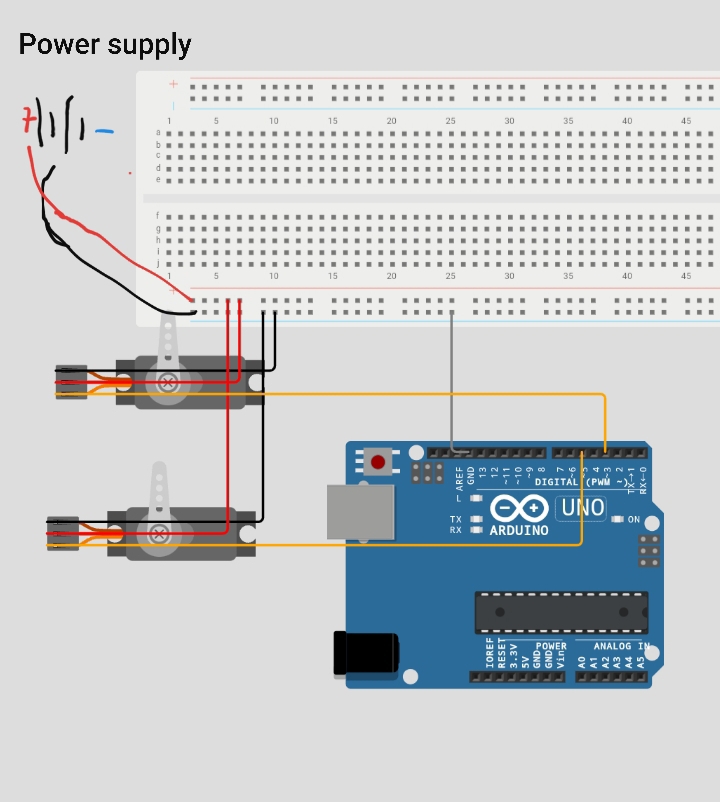 Power supply
+
1 5 10 15 20 25 30 35 40 45
a
b
c
d
e
f
g
h
i
j
1 5 10 15 20 25 30 35 40 45
+
AREF GND 13 12 ~11 ~10 ~9 8 7 ~6 ~5 4 ~3 2 TX→1 RX←0
DIGITAL (PWM ~)
L
UNO
TX ON
RX ARDUINO
POWER ANALOG IN
IOREF RESET 3.3V 5V GND GND Vin A0 A1 A2 A3 A4 A5